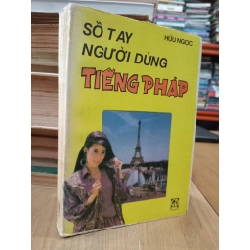 HỮU NGỌC
SỔ TAY
NGƯỜI DÙNG
TIẾNG PHÁP